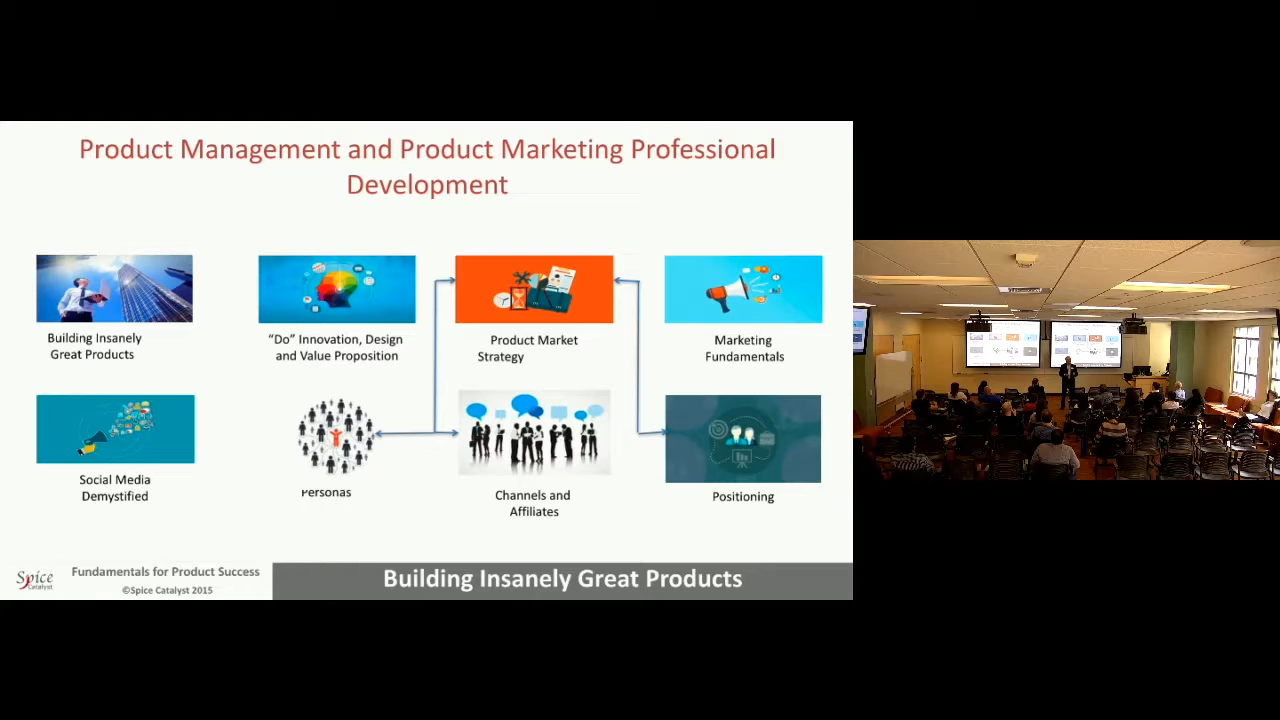 Product Management and Product Marketing Professional
Development
Building Insanely
Great Products
“Do” Innovation, Design
and Value Proposition
Product Market
Strategy
Marketing
Fundamentals
Social Media
Demystified
Personas
Channels and
Affiliates
Positioning
Spice
Catalyst
Fundamentals for Product Success
©Spice Catalyst 2015
Building Insanely Great Products